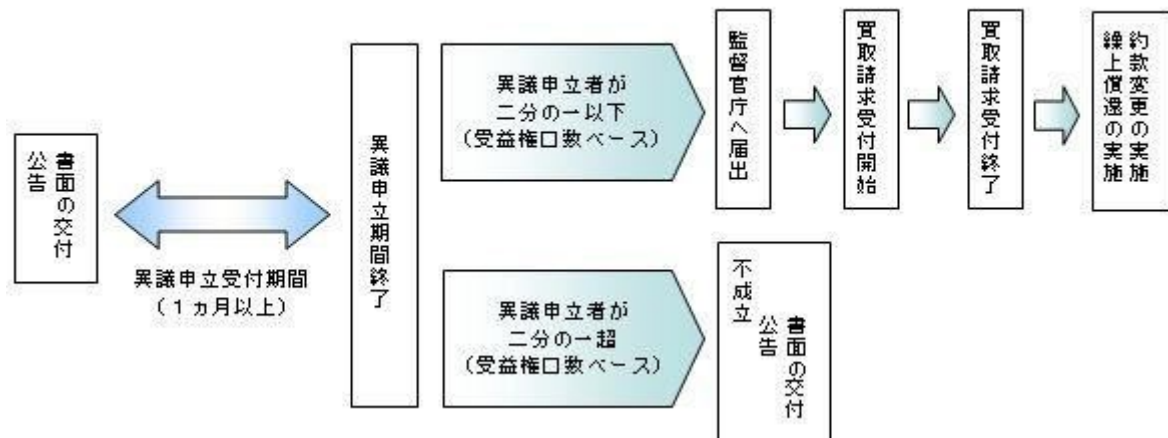 書面の交付
公告
異議申立受付期間
（１ヵ月以上）
異議申立期間終了
異議申立者が
二分の一以下
（受益権口数ベース）
監督官庁へ届出
買取請求受付開始
買取請求受付終了
約款変更の実施
繰上償還の実施
異議申立者が
二分の一超
（受益権口数ベース）
不成立
書面の交付
公告